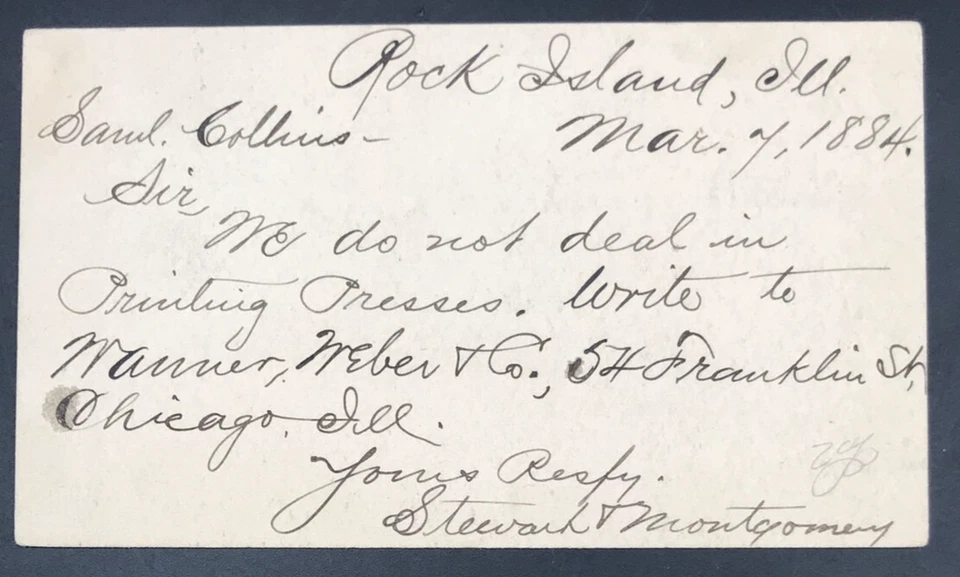 Rock Island, Ill.
Saml. Collins- Mar. 7, 1884.
Sir,
We do not deal in
Printing Presses. Write to
Wanner, Weber & Co., 54 Franklin St,
Chicago, Ill.
Yours Resfy.
Stewart & Montgomery